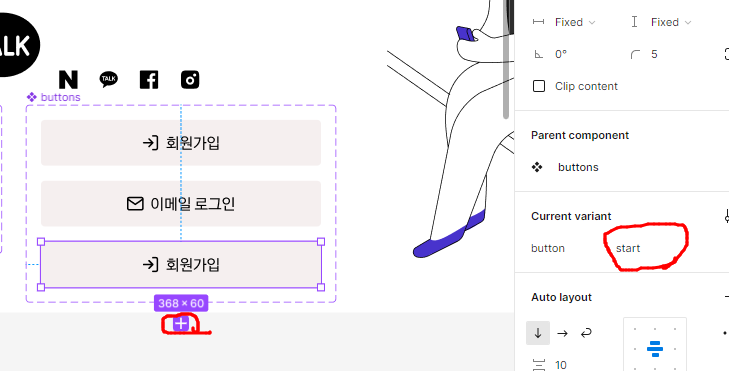 ALK
N TALK
buttons
회원가입
이메일 로그인
회원가입
368 × 60
Fixed
Fixed
0°
5
Clip content
Parent component
buttons
Current variant
button
start
Auto layout
10